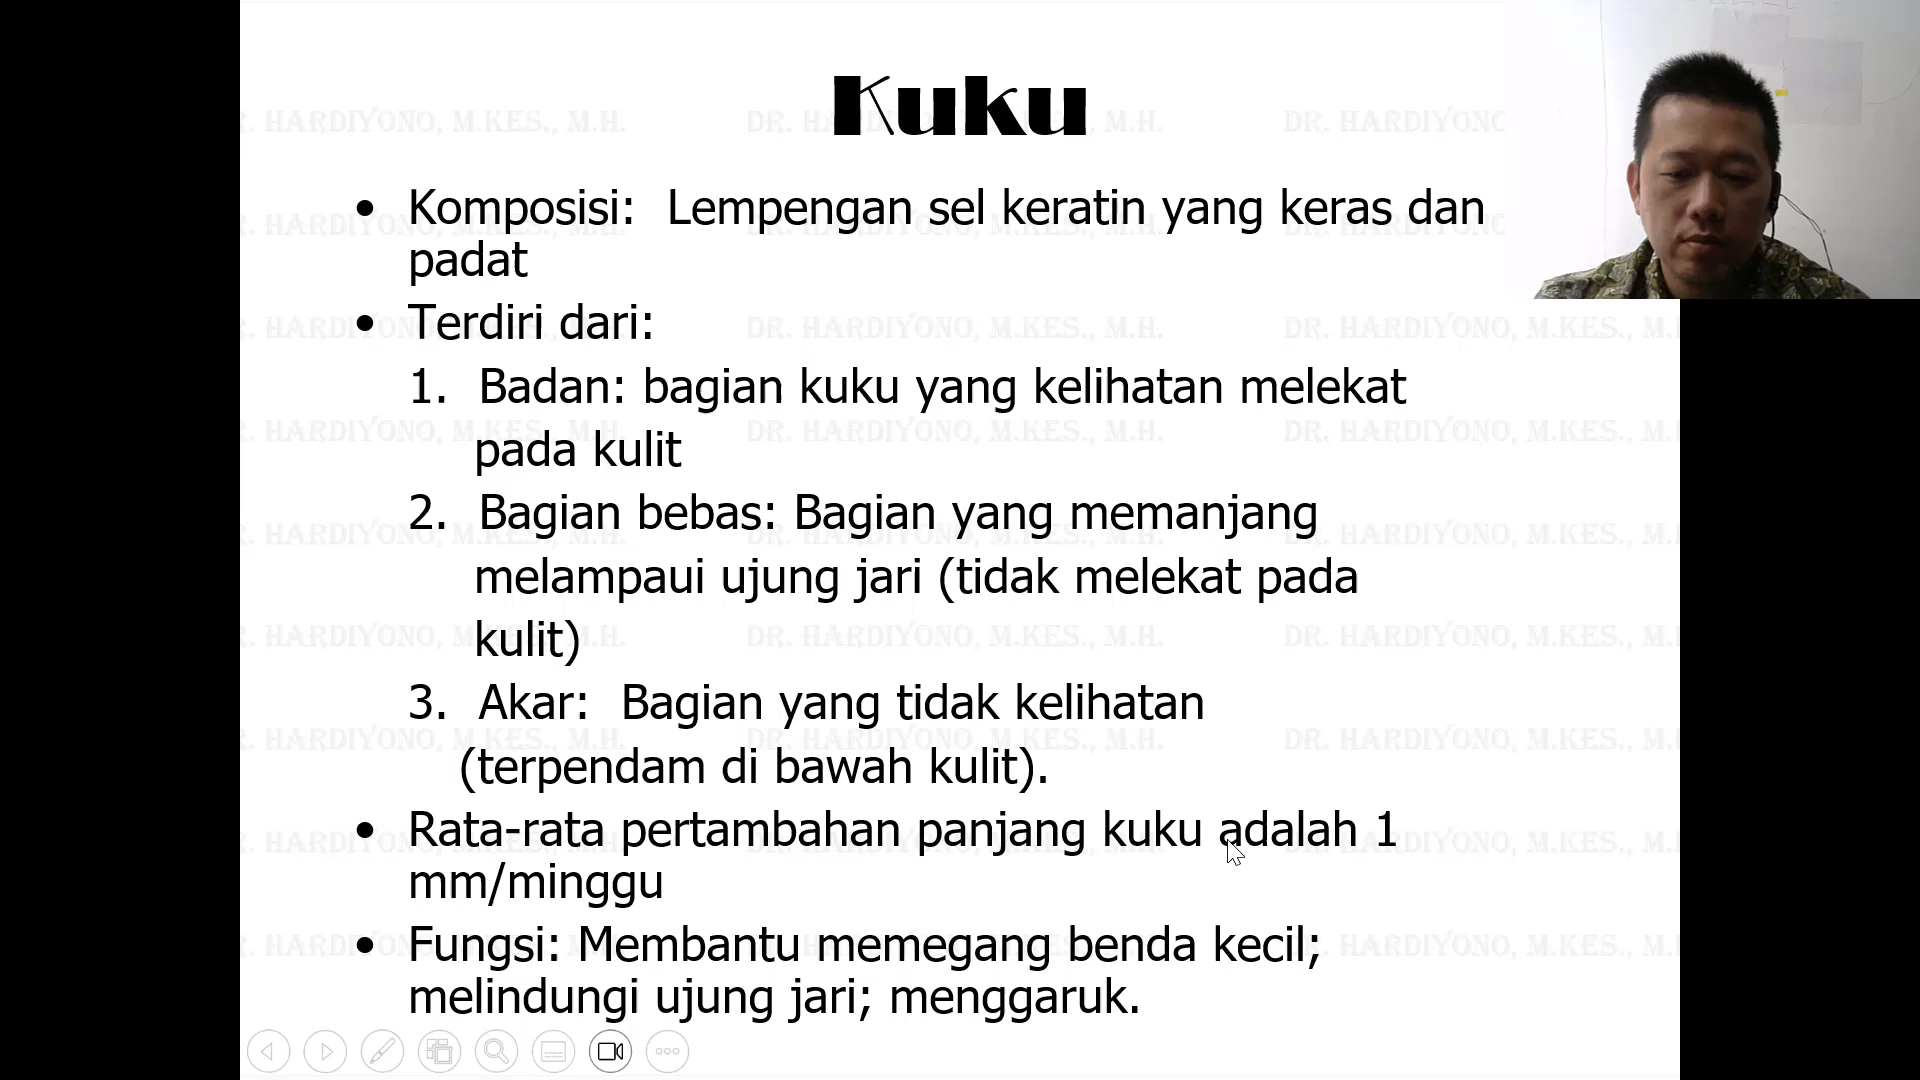 Kuku
DR. HARDIYONO, M.KES., M.H.
• Komposisi: Lempengan sel keratin yang keras dan
padat
• Terdiri dari:
1. Badan: bagian kuku yang kelihatan melekat
pada kulit
2. Bagian bebas: Bagian yang memanjang
melampaui ujung jari (tidak melekat pada
kulit)
3. Akar: Bagian yang tidak kelihatan
(terpendam di bawah kulit).
• Rata-rata pertambahan panjang kuku adalah 1
mm/minggu
• Fungsi: Membantu memegang benda kecil;
melindungi ujung jari; menggaruk.